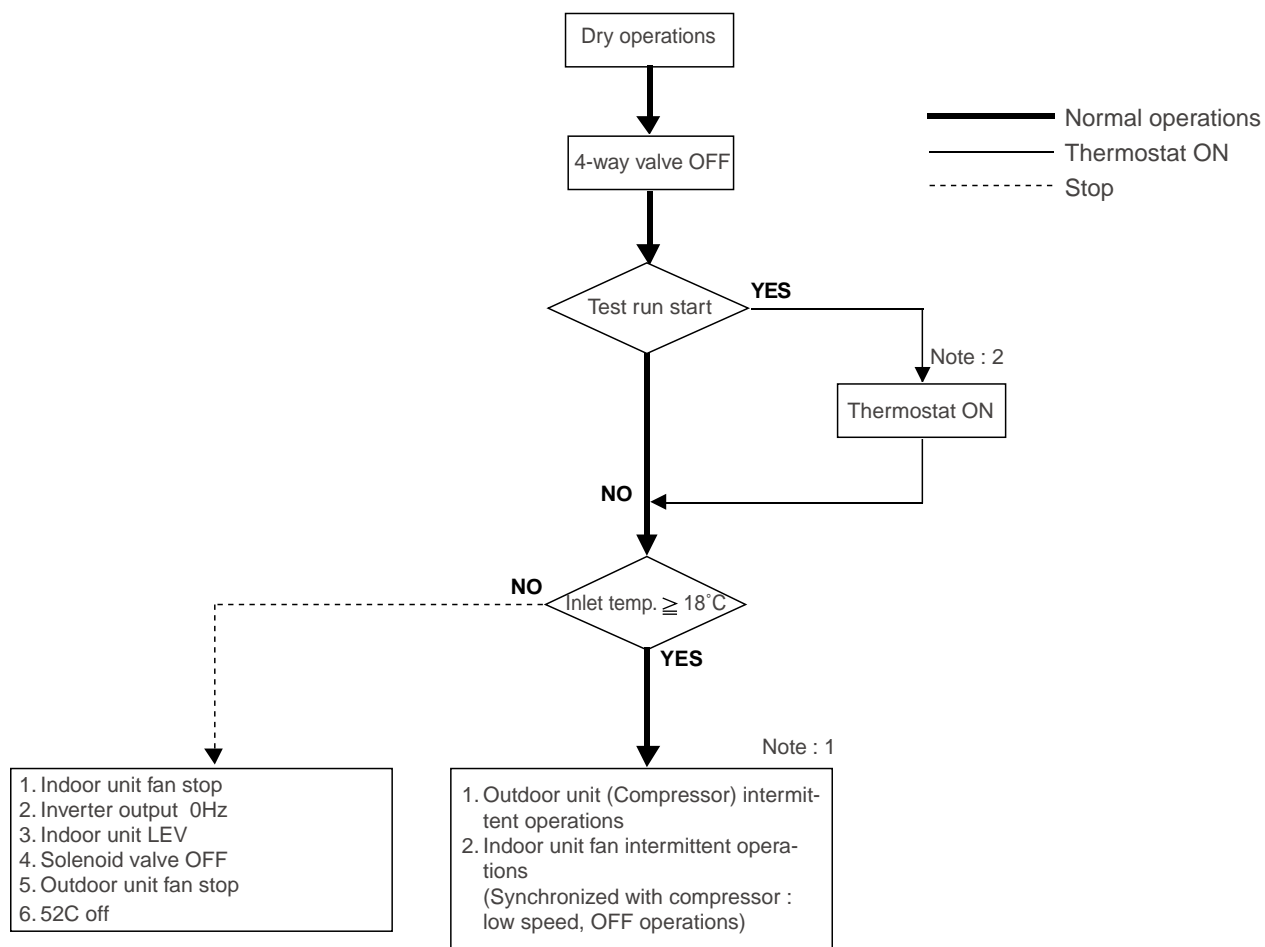 Dry operations
Normal operations
Thermostat ON
Stop
4-way valve OFF
Test run start
YES
Note : 2
Thermostat ON
NO
Inlet temp. ≧ 18˚C
NO
YES
Note : 1
1. Indoor unit fan stop
2. Inverter output 0Hz
3. Indoor unit LEV
4. Solenoid valve OFF
5. Outdoor unit fan stop
6. 52C off
1. Outdoor unit (Compressor) intermit-
tent operations
2. Indoor unit fan intermittent opera-
tions
(Synchronized with compressor :
low speed, OFF operations)